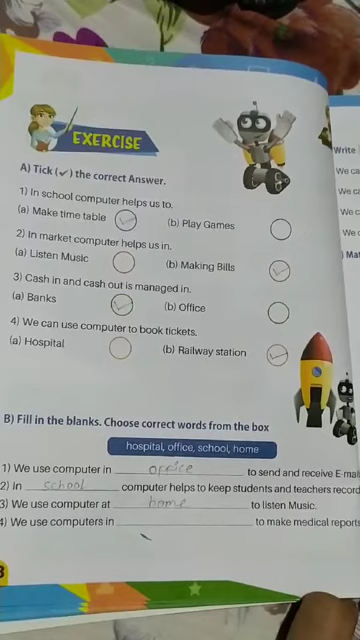 EXERCISE
A) Tick (✓) the correct Answer.
1) In school computer helps us to.
(a) Make time table (b) Play Games
2) In market computer helps us in.
(a) Listen Music (b) Making Bills
3) Cash in and cash out is managed in.
(a) Banks (b) Office
4) We can use computer to book tickets.
(a) Hospital (b) Railway station
B) Fill in the blanks. Choose correct words from the box
hospital, office, school, home
1) We use computer in office to send and receive E-mail
2) In school computer helps to keep students and teachers record
3) We use computer at home to listen Music.
4) We use computers in to make medical reports
Write
We ca
We ca
We c
We c
) Mat